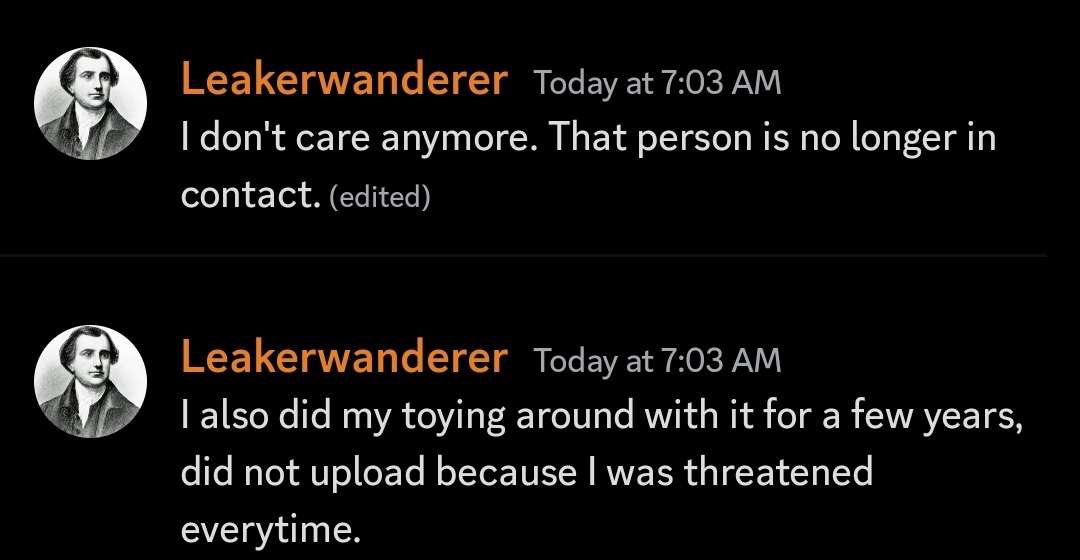 Leakerwanderer Today at 7:03 AM
I don't care anymore. That person is no longer in
contact. (edited)
Leakerwanderer Today at 7:03 AM
I also did my toying around with it for a few years,
did not upload because I was threatened
everytime.